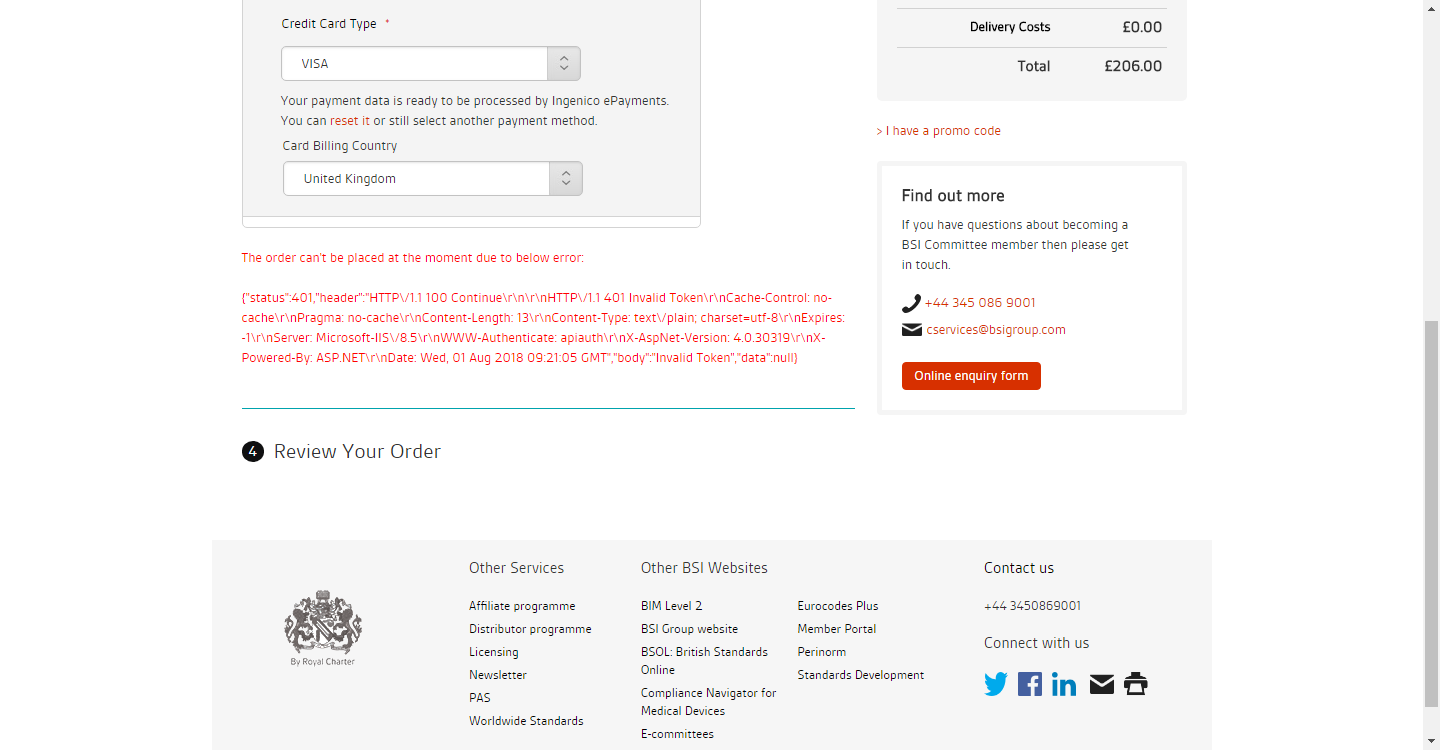 Credit Card Type *
VISA
Your payment data is ready to be processed by Ingenico ePayments.
You can reset it or still select another payment method.
Card Billing Country
United Kingdom
The order can't be placed at the moment due to below error:
{"status":401,"header":"HTTP\/1.1 100 Continue\r\n\r\nHTTP\/1.1 401 Invalid Token\r\nCache-Control: no-
cache\r\nPragma: no-cache\r\nContent-Length: 13\r\nContent-Type: text\/plain; charset=utf-8\r\nExpires:
-1\r\nServer: Microsoft-IIS\/8.5\r\nWWW-Authenticate: apiauth\r\nX-AspNet-Version: 4.0.30319\r\nX-
Powered-By: ASP.NET\r\nDate: Wed, 01 Aug 2018 09:21:05 GMT","body":"Invalid Token","data":null}
4 Review Your Order
Delivery Costs £0.00
Total £206.00
> I have a promo code
Find out more
If you have questions about becoming a
BSI Committee member then please get
in touch.
+44 345 086 9001
cservices@bsigroup.com
Online enquiry form
By Royal Charter
Other Services
Affiliate programme
Distributor programme
Licensing
Newsletter
PAS
Worldwide Standards
Other BSI Websites
BIM Level 2
BSI Group website
BSOL: British Standards
Online
Compliance Navigator for
Medical Devices
E-committees
Eurocodes Plus
Member Portal
Perinorm
Standards Development
Contact us
+44 3450869001
Connect with us